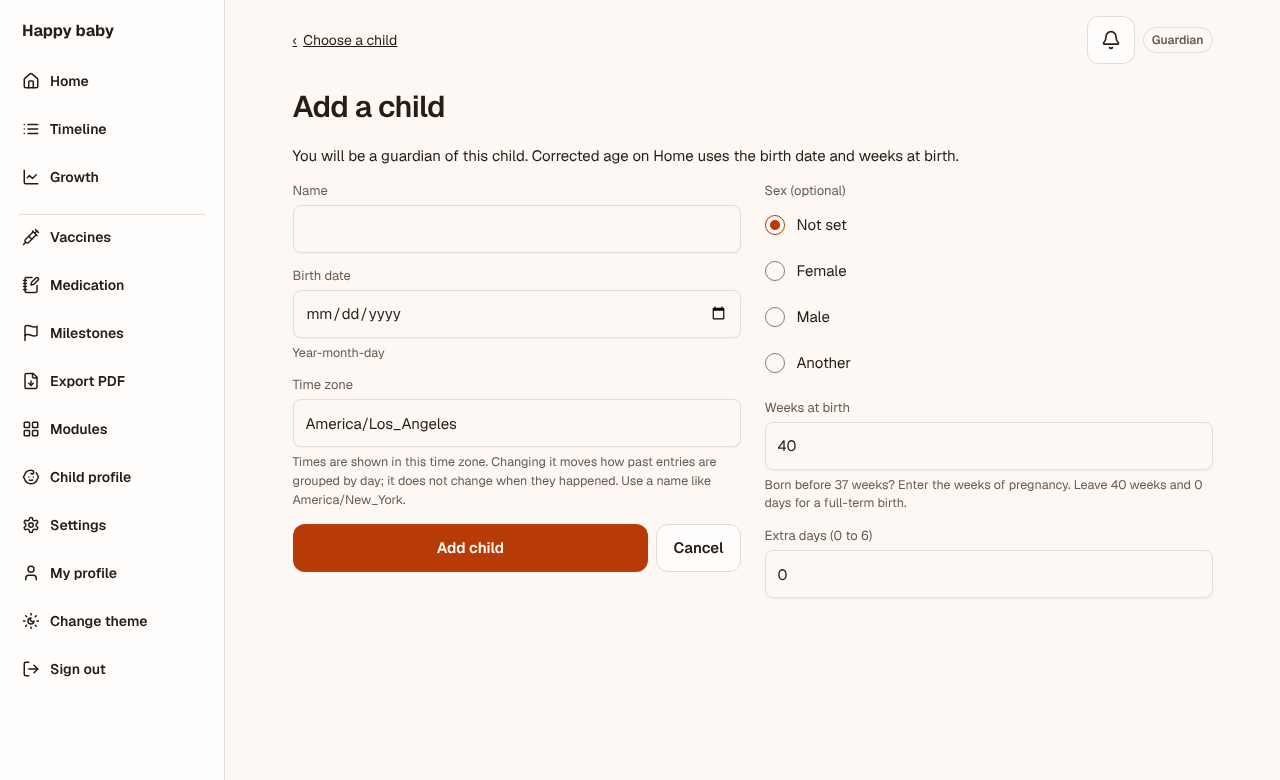 Happy baby
Home
Timeline
Growth
Vaccines
Medication
Milestones
Export PDF
Modules
Child profile
Settings
My profile
Change theme
Sign out
‹ Choose a child
Guardian
Add a child
You will be a guardian of this child. Corrected age on Home uses the birth date and weeks at birth.
Name
Birth date
mm/dd/yyyy
Year-month-day
Time zone
America/Los_Angeles
Times are shown in this time zone. Changing it moves how past entries are
grouped by day; it does not change when they happened. Use a name like
America/New_York.
Add child
Cancel
Sex (optional)
Not set
Female
Male
Another
Weeks at birth
40
Born before 37 weeks? Enter the weeks of pregnancy. Leave 40 weeks and 0
days for a full-term birth.
Extra days (0 to 6)
0